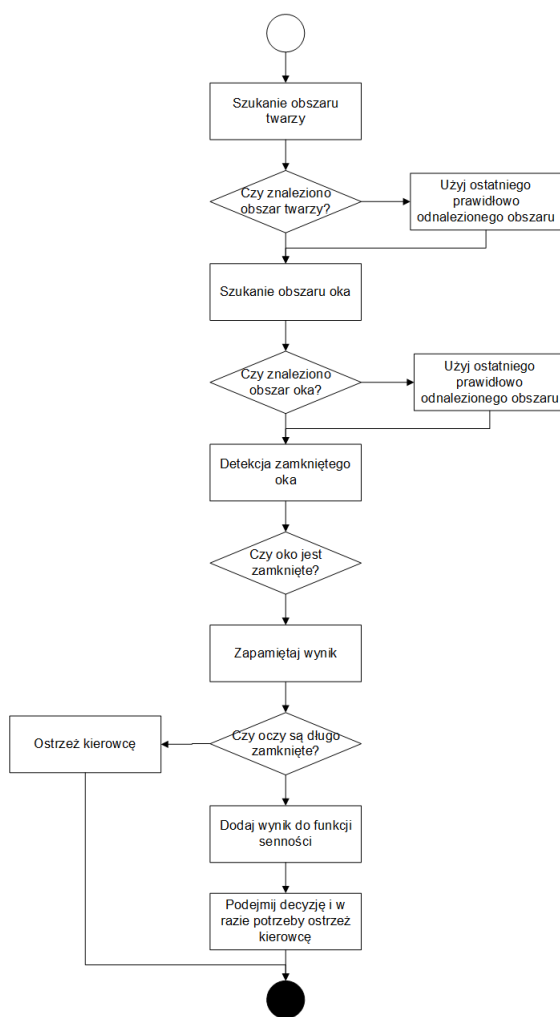 Szukanie obszaru
twarzy
Czy znaleziono
obszar twarzy?
Użyj ostatniego
prawidłowo
odnalezionego obszaru
Szukanie obszaru oka
Czy znaleziono
obszar oka?
Użyj ostatniego
prawidłowo
odnalezionego obszaru
Detekcja zamkniętego
oka
Czy oko jest
zamknięte?
Zapamiętaj wynik
Czy oczy są długo
zamknięte?
Ostrzeż kierowcę
Dodaj wynik do funkcji
senności
Podejmij decyzję i w
razie potrzeby ostrzeż
kierowcę